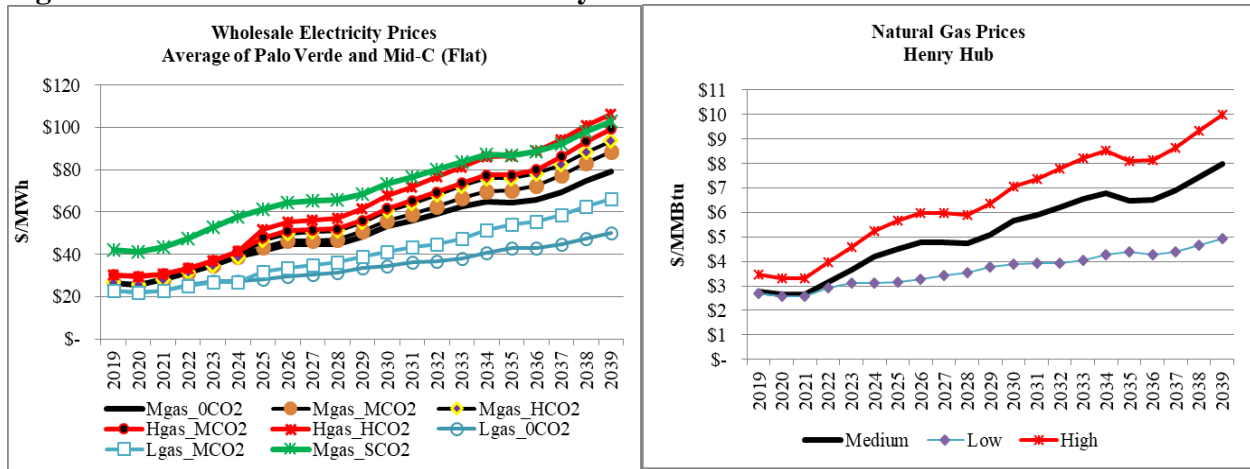 Wholesale Electricity Prices
Average of Palo Verde and Mid-C (Flat)
$/MWh
$120
$100
$80
$60
$40
$20
$-
2019 2020 2021 2022 2023 2024 2025 2026 2027 2028 2029 2030 2031 2032 2033 2034 2035 2036 2037 2038 2039
Mgas_0CO2 Mgas_MCO2 Mgas_HCO2
Hgas_MCO2 Hgas_HCO2 Lgas_0CO2
Lgas_MCO2 Mgas_SCO2
Natural Gas Prices
Henry Hub
$/MMBtu
$11
$10
$9
$8
$7
$6
$5
$4
$3
$2
$1
$-
2019 2020 2021 2022 2023 2024 2025 2026 2027 2028 2029 2030 2031 2032 2033 2034 2035 2036 2037 2038 2039
Medium Low High